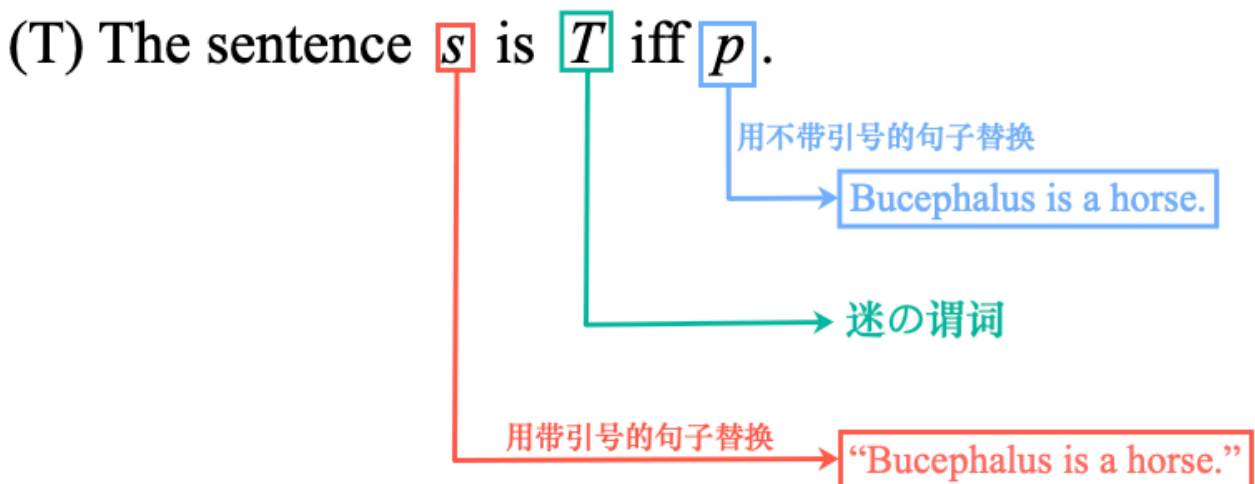 (T) The sentence s is T iff p.
用不带引号的句子替换
Bucephalus is a horse.
迷の谓词
用带引号的句子替换
“Bucephalus is a horse.”